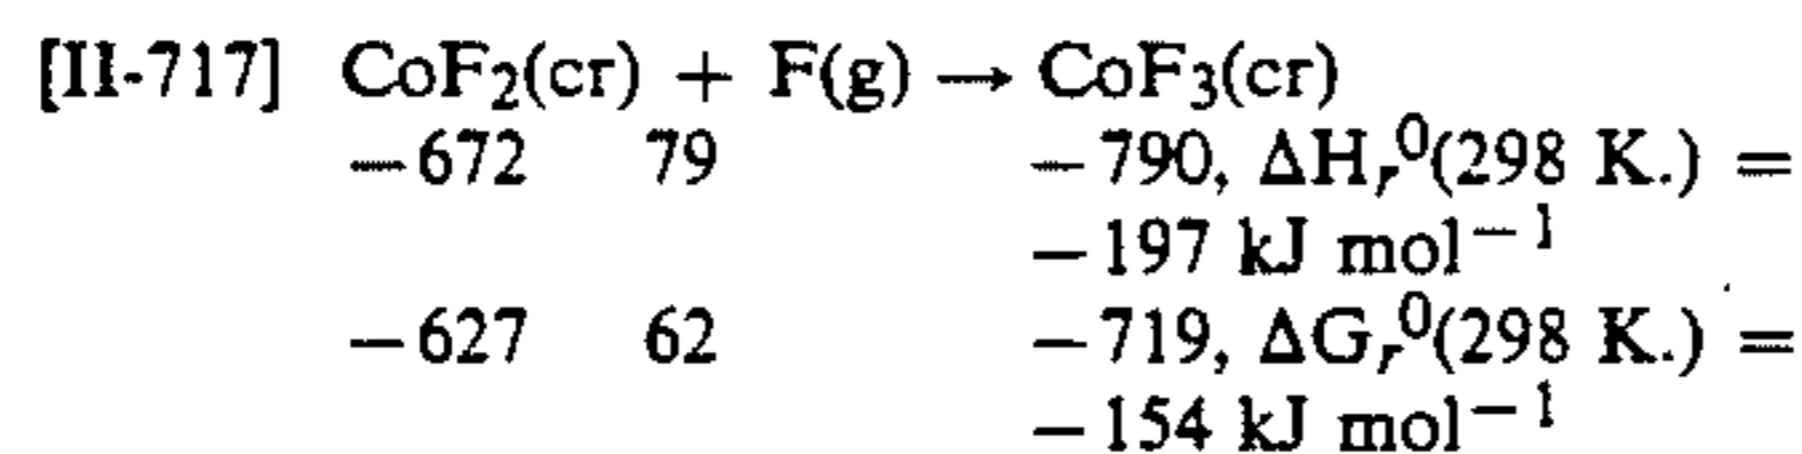 [II-717] CoF₂(cr) + F(g) → CoF₃(cr)
−672 79 −790, ΔHᵣ⁰(298 K.) =
−197 kJ mol⁻¹
−627 62 −719, ΔGᵣ⁰(298 K.) =
−154 kJ mol⁻¹